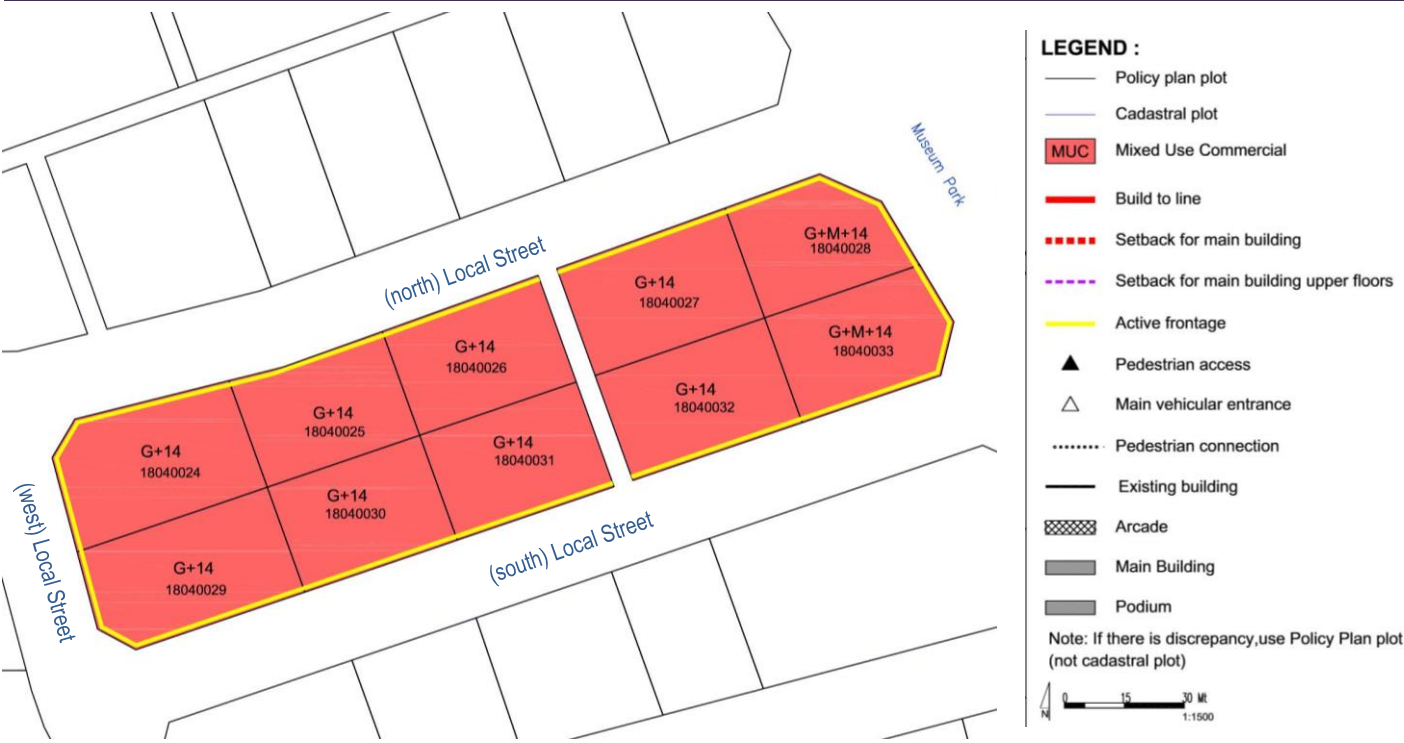 Museum Park
G+M+14
18040028
(north) Local Street
G+14
18040027
G+M+14
18040033
G+14
18040026
G+14
18040032
G+14
18040025
G+14
18040031
G+14
18040024
G+14
18040030
(west) Local Street
(south) Local Street
G+14
18040029
LEGEND :
Policy plan plot
Cadastral plot
MUC Mixed Use Commercial
Build to line
Setback for main building
Setback for main building upper floors
Active frontage
Pedestrian access
Main vehicular entrance
Pedestrian connection
Existing building
Arcade
Main Building
Podium
Note: If there is discrepancy,use Policy Plan plot
(not cadastral plot)
N
0 15 30 Mt
1:1500